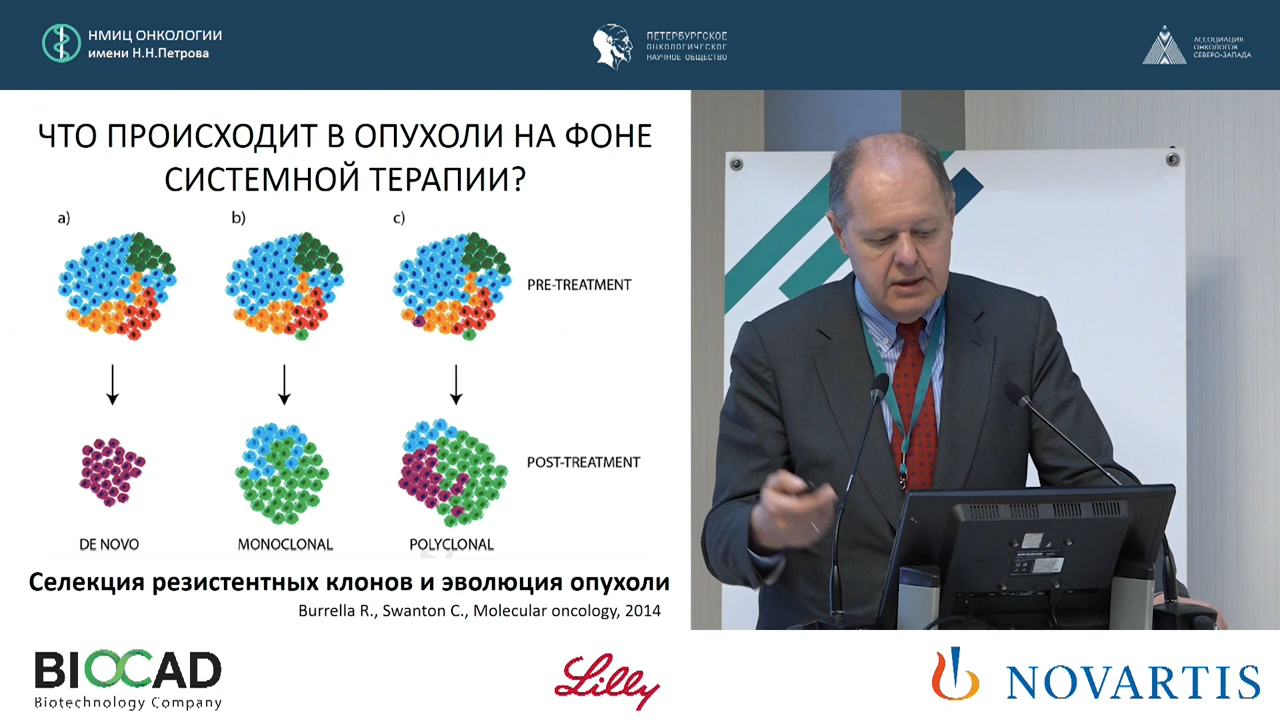 НМИЦ ОНКОЛОГИИ
имени Н.Н.Петрова
ПЕТЕРБУРГСКОЕ
ОНКОЛОГИЧЕСКОЕ
НАУЧНОЕ ОБЩЕСТВО
АССОЦИАЦИЯ
ОНКОЛОГОВ
СЕВЕРО-ЗАПАДА
ЧТО ПРОИСХОДИТ В ОПУХОЛИ НА ФОНЕ
СИСТЕМНОЙ ТЕРАПИИ?
a) b) c)
PRE-TREATMENT
POST-TREATMENT
DE NOVO MONOCLONAL POLYCLONAL
Селекция резистентных клонов и эволюция опухоли
Burrella R., Swanton C., Molecular oncology, 2014
BIOCAD
Biotechnology Company
Lilly
NOVARTIS